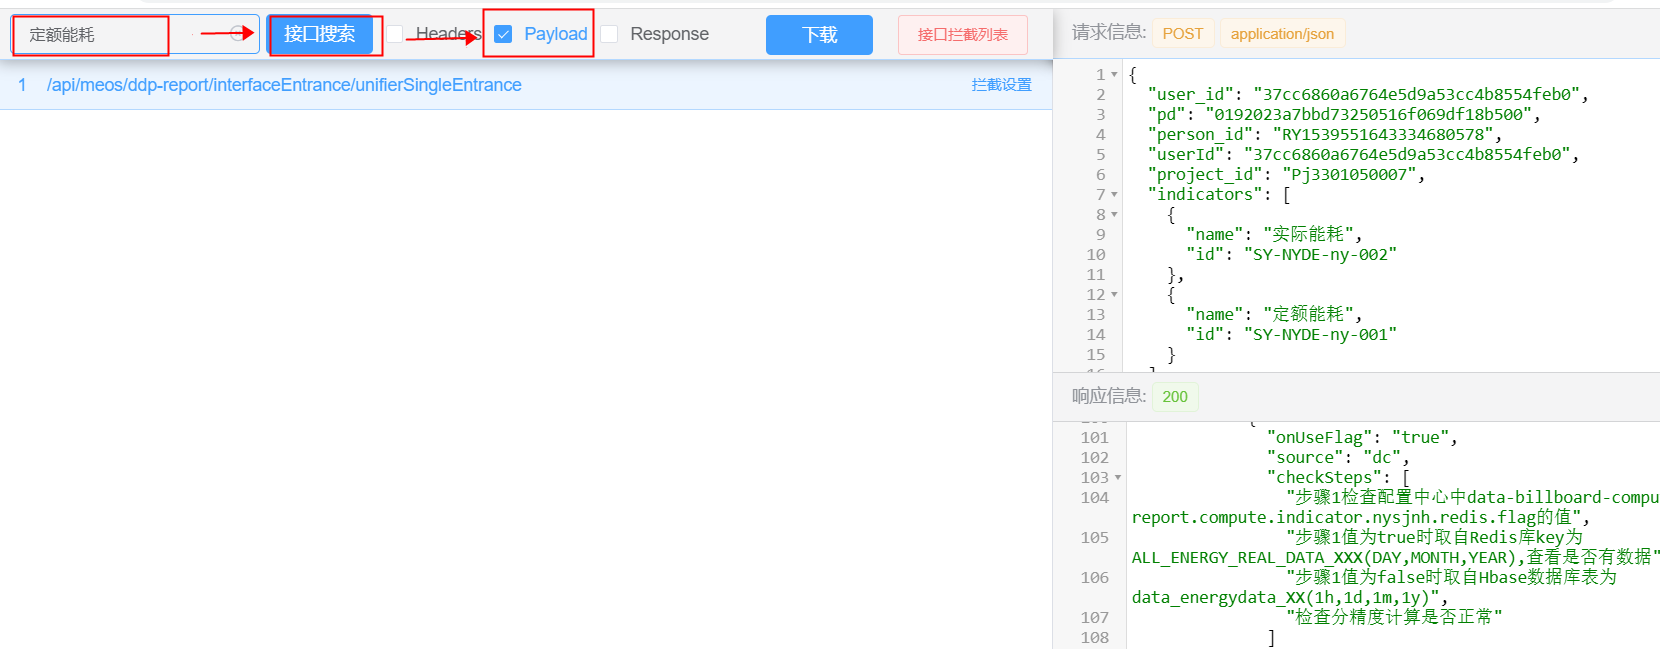 定额能耗 接口搜索 Headers Payload Response 下载 接口拦截列表
1 /api/meos/ddp-report/interfaceEntrance/unifierSingleEntrance 拦截设置
请求信息: POST application/json
1 {
2 "user_id": "37cc6860a6764e5d9a53cc4b8554feb0",
3 "pd": "0192023a7bbd73250516f069df18b500",
4 "person_id": "RY1539551643334680578",
5 "userId": "37cc6860a6764e5d9a53cc4b8554feb0",
6 "project_id": "Pj3301050007",
7 "indicators": [
8 {
9 "name": "实际能耗",
10 "id": "SY-NYDE-ny-002"
11 },
12 {
13 "name": "定额能耗",
14 "id": "SY-NYDE-ny-001"
15 }
响应信息: 200
101 "onUseFlag": "true",
102 "source": "dc",
103 "checkSteps": [
104 "步骤1检查配置中心中data-billboard-compu
report.compute.indicator.nysjnh.redis.flag的值",
105 "步骤1值为true时取自Redis库key为
ALL_ENERGY_REAL_DATA_XXX(DAY,MONTH,YEAR),查看是否有数据"
106 "步骤1值为false时取自Hbase数据库表为
data_energydata_XX(1h,1d,1m,1y)",
107 "检查分精度计算是否正常"
108 ]